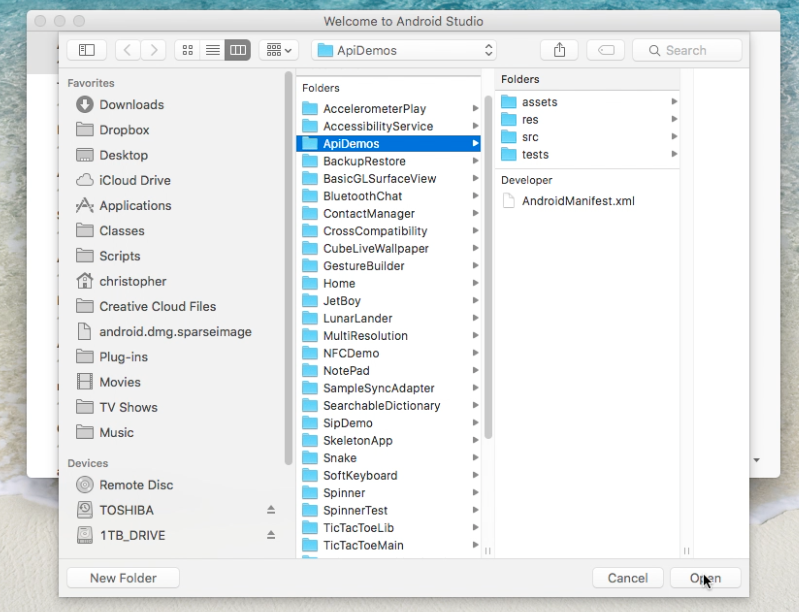 Welcome to Android Studio
ApiDemos
Search
Favorites
Downloads
Dropbox
Desktop
iCloud Drive
Applications
Classes
Scripts
christopher
Creative Cloud Files
android.dmg.sparseimage
Plug-ins
Movies
TV Shows
Music
Devices
Remote Disc
TOSHIBA
1TB_DRIVE
Folders
AccelerometerPlay
AccessibilityService
ApiDemos
BackupRestore
BasicGLSurfaceView
BluetoothChat
ContactManager
CrossCompatibility
CubeLiveWallpaper
GestureBuilder
Home
JetBoy
LunarLander
MultiResolution
NFCDemo
NotePad
SampleSyncAdapter
SearchableDictionary
SipDemo
SkeletonApp
Snake
SoftKeyboard
Spinner
SpinnerTest
TicTacToeLib
TicTacToeMain
Folders
assets
res
src
tests
Developer
AndroidManifest.xml
New Folder
Cancel
Open